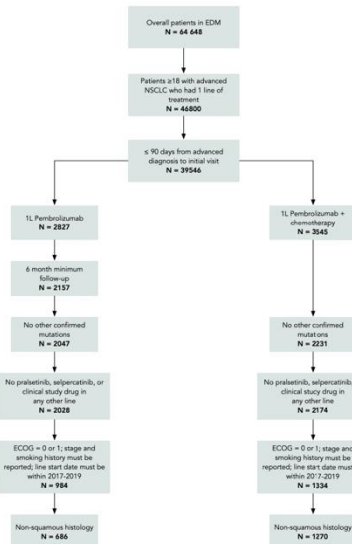 Overall patients in EDM
N = 64 648
Patients ≥18 with advanced
NSCLC who had 1 line of
treatment
N = 46800
≤ 90 days from advanced
diagnosis to initial visit
N = 39546
1L Pembrolizumab
N = 2827
6 month minimum
follow-up
N = 2157
No other confirmed
mutations
N = 2047
No pralsetinib, selpercatinib, or
clinical study drug in
any other line
N = 2028
ECOG = 0 or 1; stage and
smoking history must be
reported; line start date must be
within 2017-2019
N = 984
Non-squamous histology
N = 686
1L Pembrolizumab +
chemotherapy
N = 3545
No other confirmed
mutations
N = 2231
No pralsetinib, selpercatinib,
clinical study drug in
any other line
N = 2174
ECOG = 0 or 1; stage and
smoking history must be
reported; line start date must
within 2017-2019
N = 1334
Non-squamous histology
N = 1270